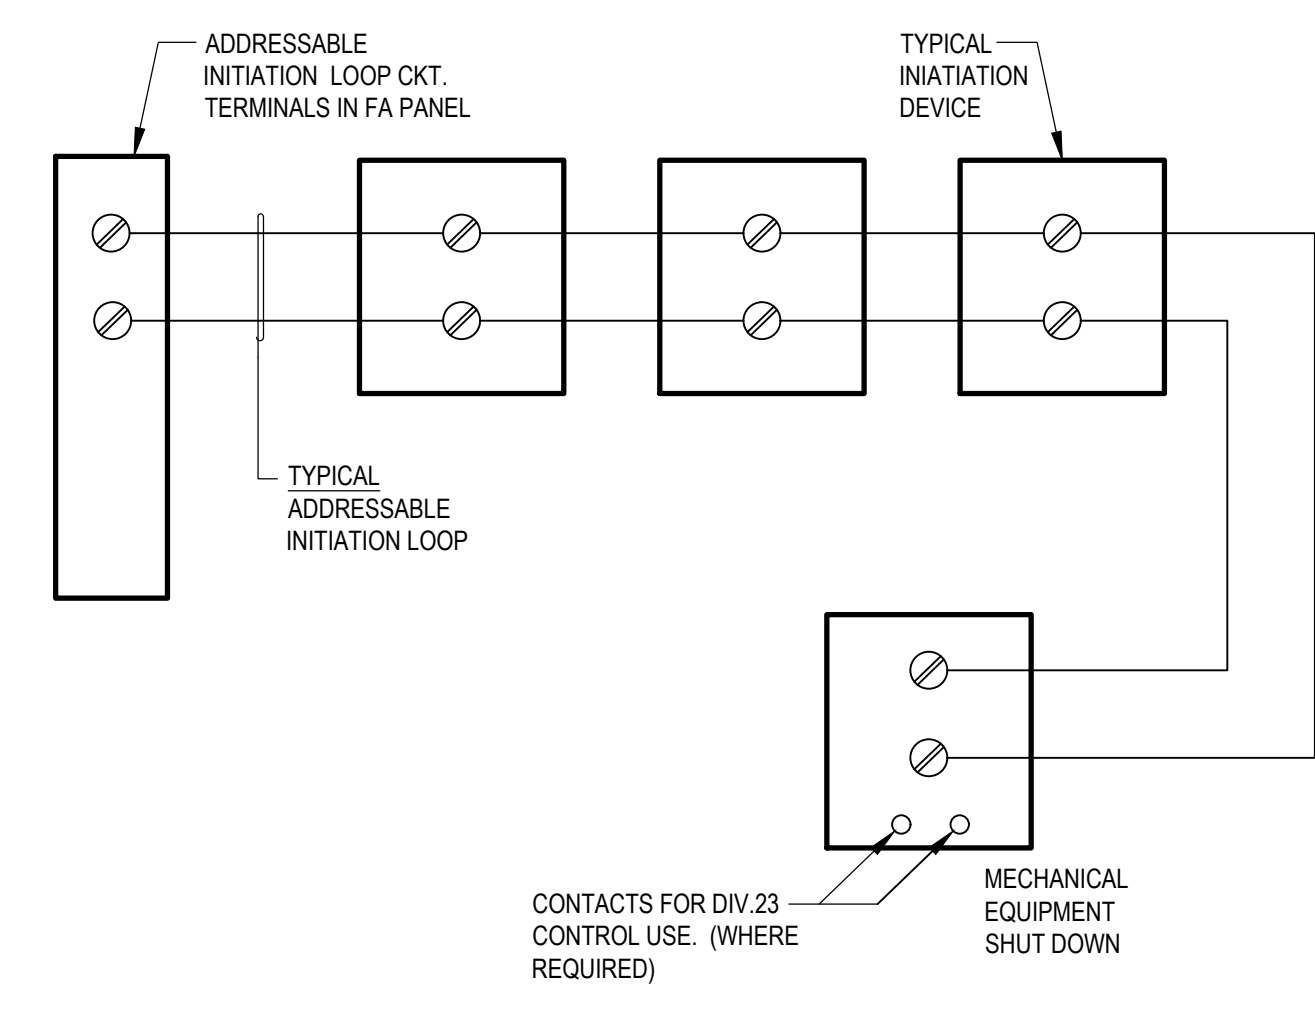 ADDRESSABLE
INITIATION LOOP CKT.
TERMINALS IN FA PANEL
TYPICAL
INIATIATION
DEVICE
TYPICAL
ADDRESSABLE
INITIATION LOOP
CONTACTS FOR DIV.23
CONTROL USE. (WHERE
REQUIRED)
MECHANICAL
EQUIPMENT
SHUT DOWN